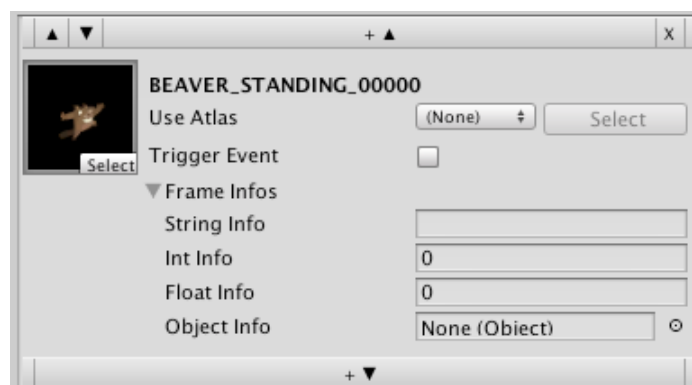 ▲ ▼ + ▲ X
BEAVER_STANDING_00000
Use Atlas (None) Select
Select
Trigger Event
▼ Frame Infos
String Info
Int Info 0
Float Info 0
Object Info None (Object)
+ ▼